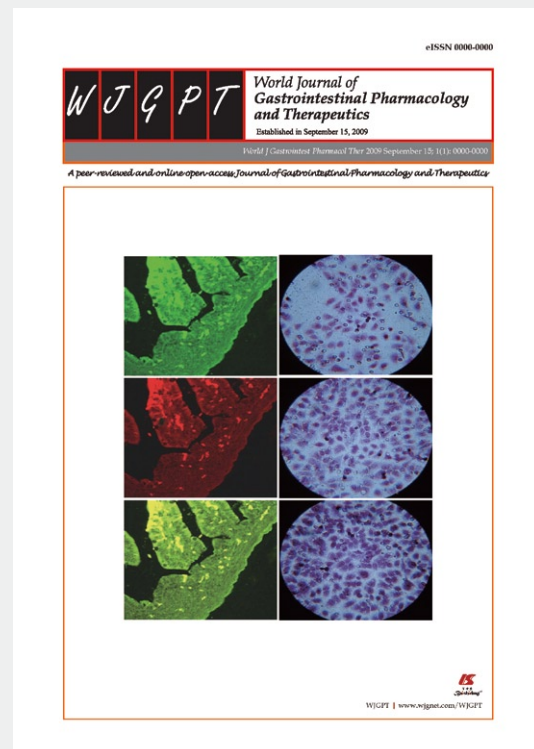 eISSN 0000-0000
W J G P T
World Journal of
Gastrointestinal Pharmacology
and Therapeutics
Established in September 15, 2009
World J Gastrointest Pharmacol Ther 2009 September 15; 1(1): 0000-0000
A peer-reviewed and online open-access Journal of Gastrointestinal Pharmacology and Therapeutics
WJGPT | www.wjgnet.com/WJGPT